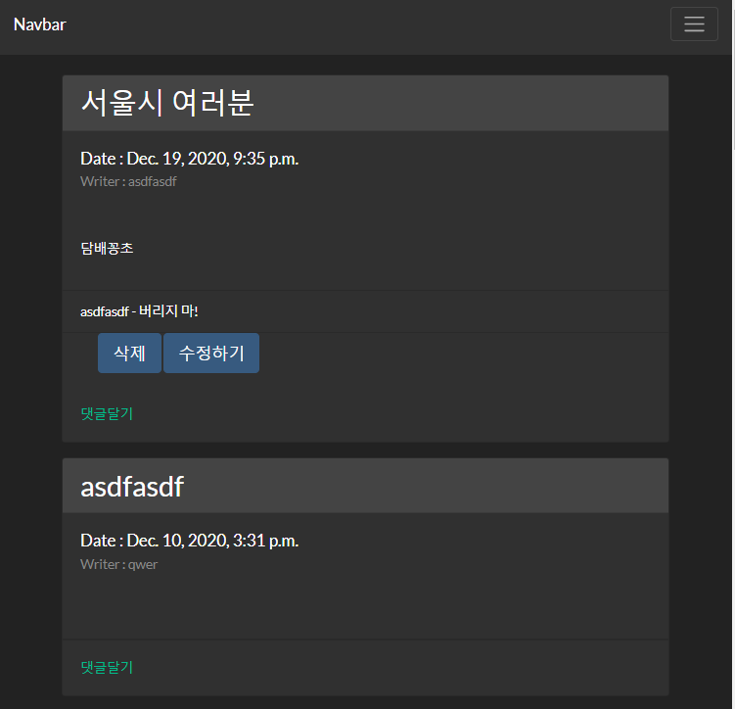 Navbar
서울시 여러분
Date : Dec. 19, 2020, 9:35 p.m.
Writer : asdfasdf
담배꽁초
asdfasdf - 버리지 마!
삭제 수정하기
댓글달기
asdfasdf
Date : Dec. 10, 2020, 3:31 p.m.
Writer : qwer
댓글달기